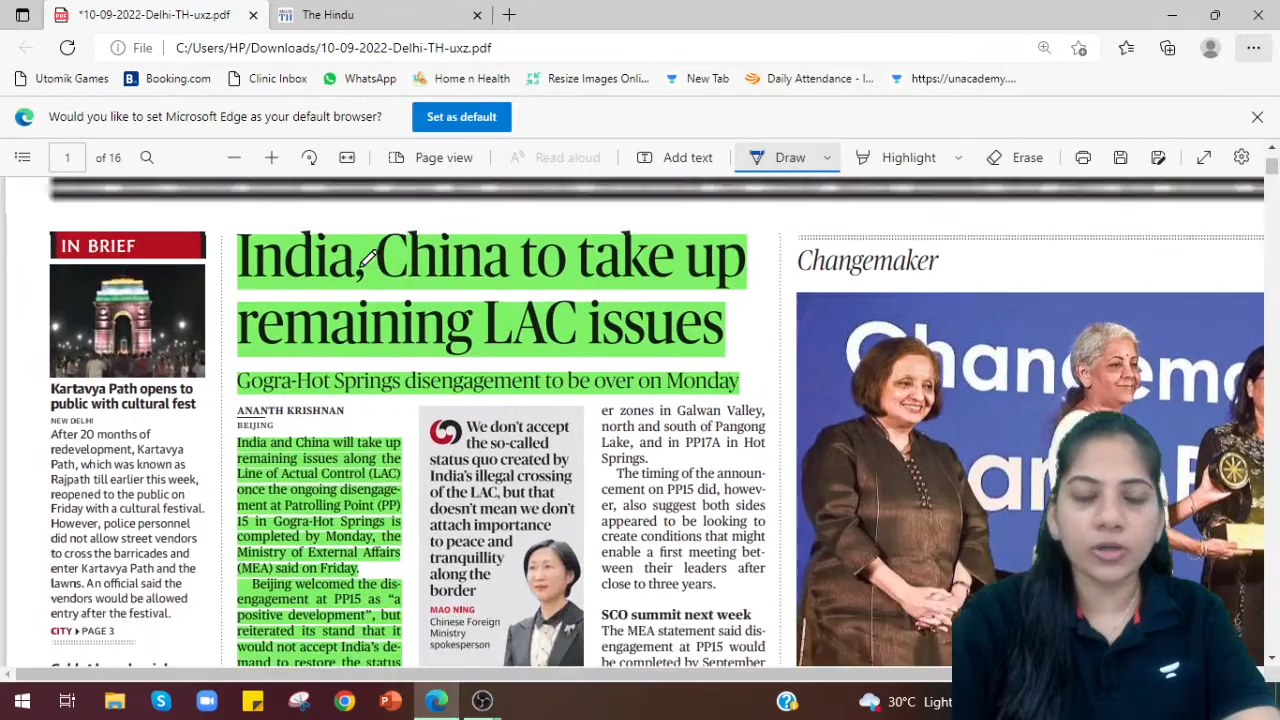 *10-09-2022-Delhi-TH-uxz.pdf
The Hindu
File C:/Users/HP/Downloads/10-09-2022-Delhi-TH-uxz.pdf
Utomik Games
Booking.com
Clinic Inbox
WhatsApp
Home n Health
Resize Images Onli...
New Tab
Daily Attendance - I...
https://unacademy....
Would you like to set Microsoft Edge as your default browser?
Set as default
1 of 16
Page view
Read aloud
Add text
Draw
Highlight
Erase
IN BRIEF
Kartavya Path opens to
public with cultural fest
NEW DELHI
After 20 months of
redevelopment, Kartavya
Path, which was known as
Rajpath till earlier this week,
reopened to the public on
Friday with a cultural festival.
However, police personnel
did not allow street vendors
to cross the barricades and
enter Kartavya Path and the
lawns. An official said the
vendors would be allowed
entry after the festival.
CITY PAGE 3
India, China to take up
remaining LAC issues
Gogra-Hot Springs disengagement to be over on Monday
ANANTH KRISHNAN
BEIJING
India and China will take up
remaining issues along the
Line of Actual Control (LAC)
once the ongoing disengage-
ment at Patrolling Point (PP)
15 in Gogra-Hot Springs is
completed by Monday, the
Ministry of External Affairs
(MEA) said on Friday.
Beijing welcomed the dis-
engagement at PP15 as “a
positive development”, but
reiterated its stand that it
would not accept India’s de-
mand to restore the status
We don’t accept
the so-called
status quo created by
India’s illegal crossing
of the LAC, but that
doesn’t mean we don’t
attach importance
to peace and
tranquillity
along the
border
MAO NING
Chinese Foreign
Ministry
spokesperson
er zones in Galwan Valley,
north and south of Pangong
Lake, and in PP17A in Hot
Springs.
The timing of the announ-
cement on PP15 did, howev-
er, also suggest both sides
appeared to be looking to
create conditions that might
enable a first meeting bet-
ween their leaders after
close to three years.
SCO summit next week
The MEA statement said dis-
engagement at PP15 would
be completed by September
Changemaker
30°C Light